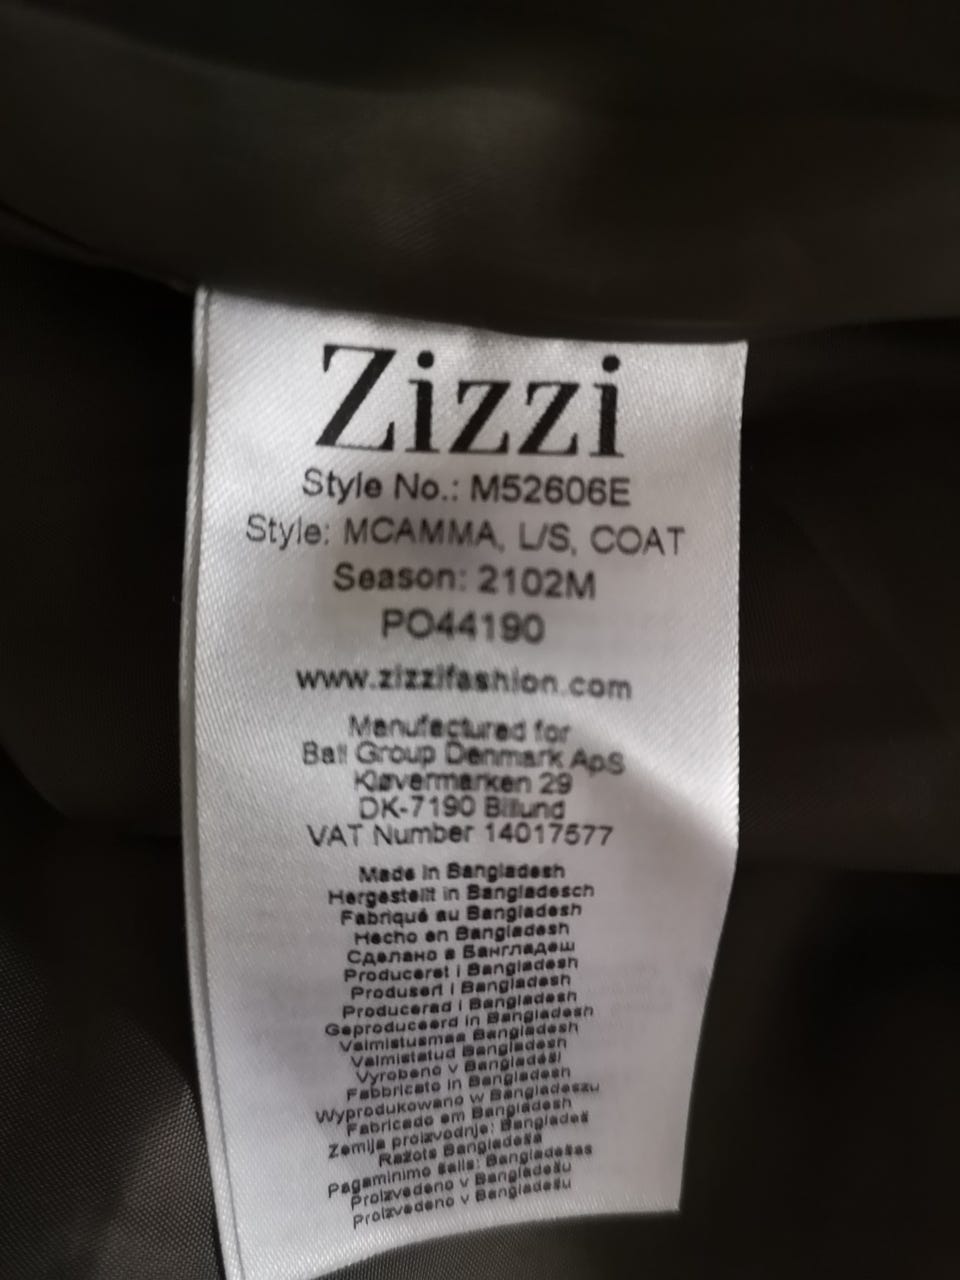 Zizzi
Style No.: M52606E
Style: MCAMMA, L/S, COAT
Season: 2102M
PO44190
www.zizzifashion.com
Manufactured for
Ball Group Denmark ApS
Kløvermarken 29
DK-7190 Billund
VAT Number 14017577
Made in Bangladesh
Hergestellt in Bangladesch
Fabriqué au Bangladesh
Hecho en Bangladesh
Сделано в Бангладеш
Produceret i Bangladesh
Produsert i Bangladesh
Producerad i Bangladesh
Geproduceerd in Bangladesh
Valmistusmaa Bangladesh
Valmistatud Bangladesh
Vyrobeno v Bangladéši
Fabbricato in Bangladesh
Wyprodukowano w Bangladeszu
Fabricado em Bangladesh
Zemlja proizvodnje: Bangladeš
Ražots Bangladešā
Pagaminimo šalis: Bangladešas
Proizvedeno v Bangladešu
Proizvedeno v Bangladešu